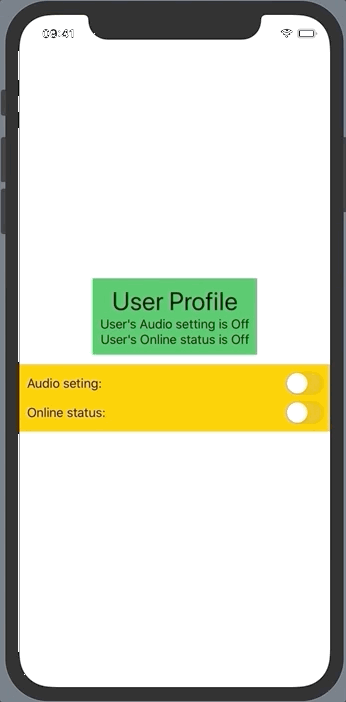 09:41
User Profile
User's Audio setting is Off
User's Online status is Off
Audio seting:
Online status: